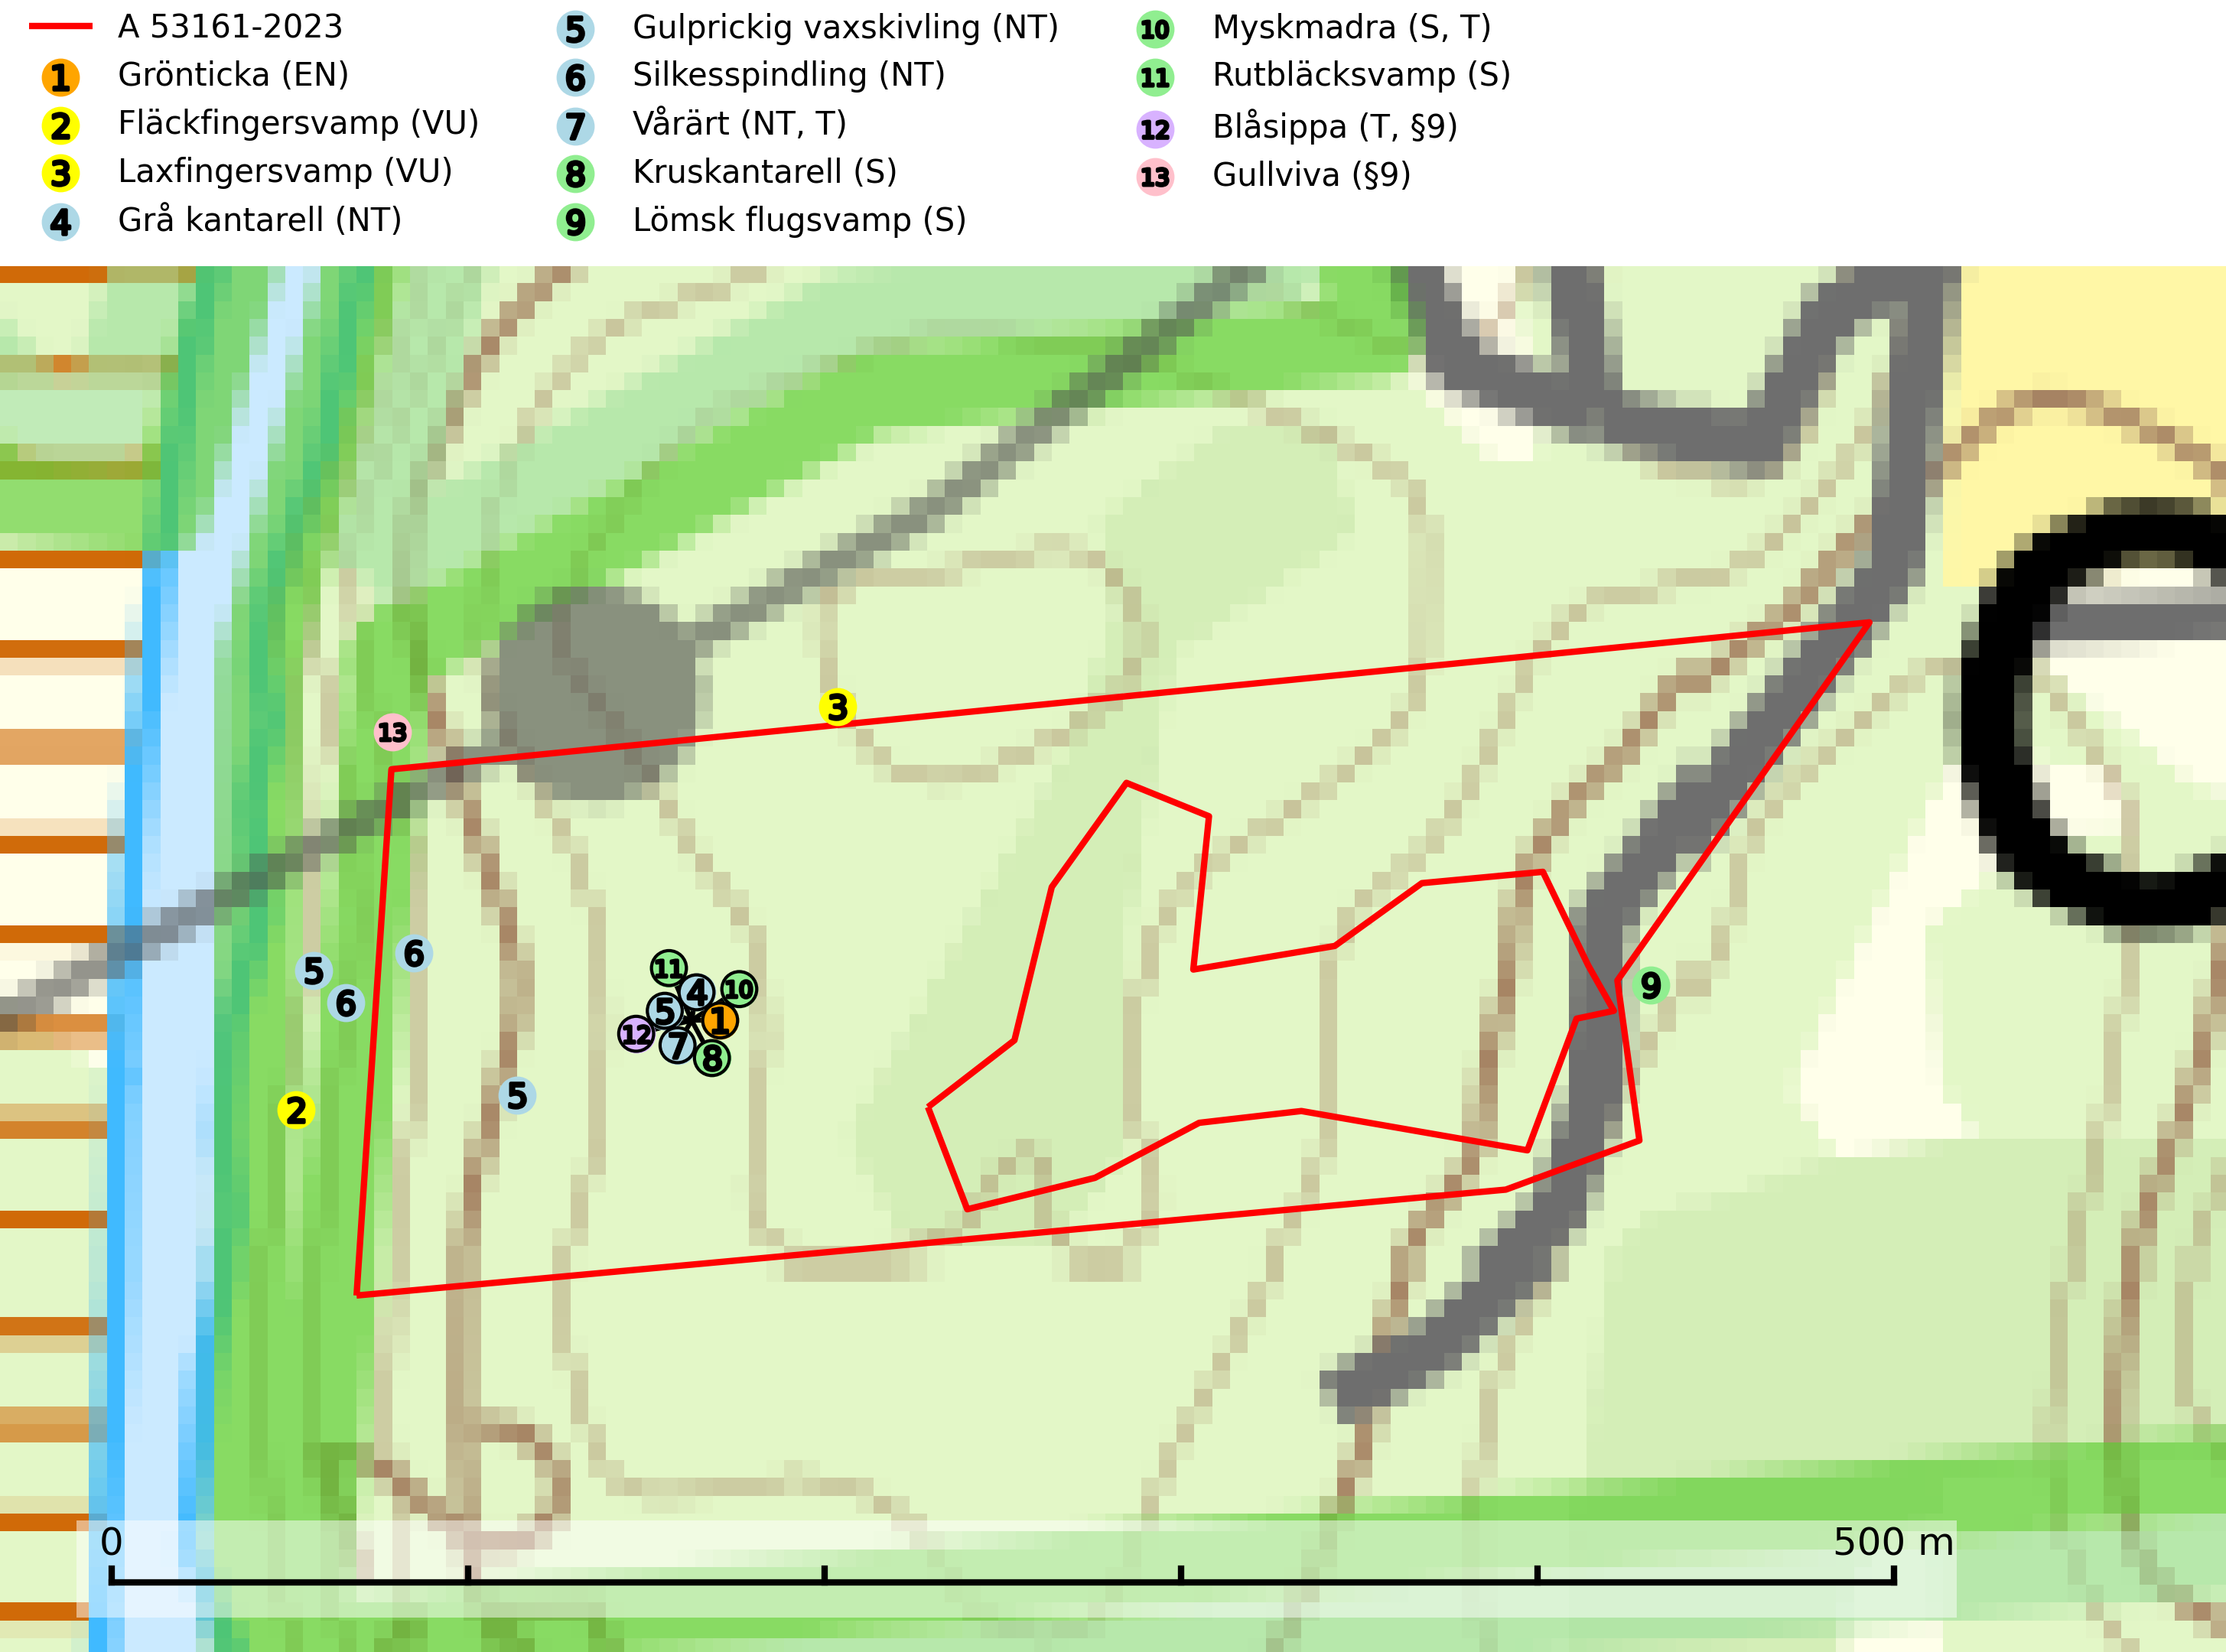 A 53161-2023
1 Grönticka (EN)
2 Fläckfingersvamp (VU)
3 Laxfingersvamp (VU)
4 Grå kantarell (NT)
5 Gulprickig vaxskivling (NT)
6 Silkesspindling (NT)
7 Vårärt (NT, T)
8 Kruskantarell (S)
9 Lömsk flugsvamp (S)
10 Myskmadra (S, T)
11 Rutbläcksvamp (S)
12 Blåsippa (T, §9)
13 Gullviva (§9)
3
13
6
5
6
11
4
10
5
1
12
7
8
9
5
2
0
500 m